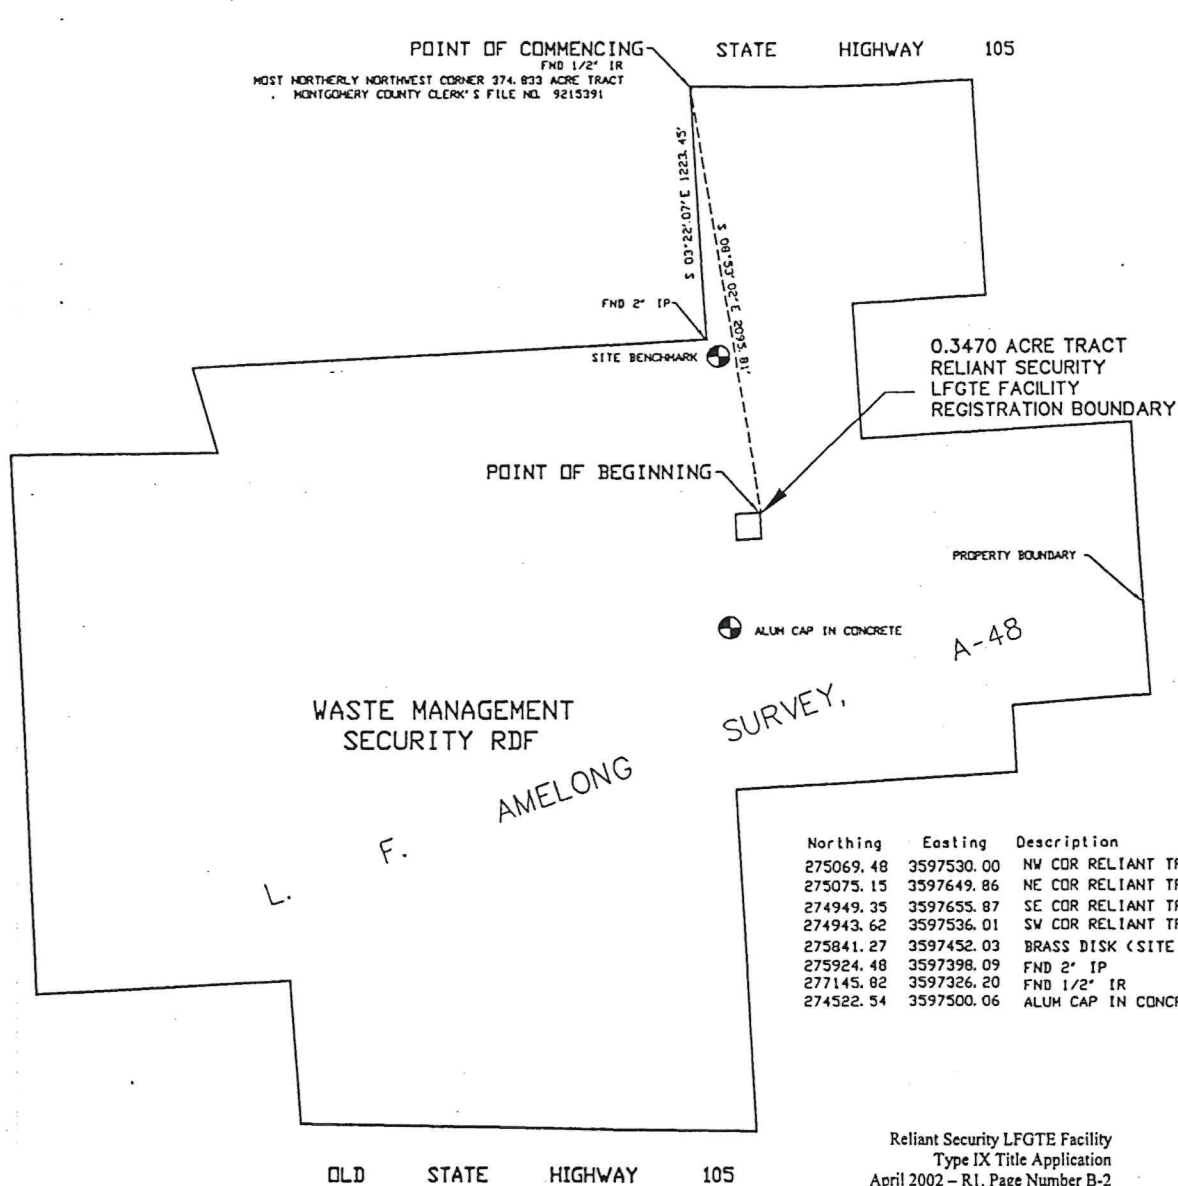 POINT OF COMMENCING
STATE HIGHWAY 105
FND 1/2" IR
MOST NORTHERLY NORTHWEST CORNER 374.833 ACRE TRACT
MONTGOMERY COUNTY CLERK'S FILE NO. 9215391
S 03°22'07'E 1223.45'
S 08°53'02'E 2095.81'
FND 2" IP
SITE BENCHMARK
0.3470 ACRE TRACT
RELIANT SECURITY
LFGTE FACILITY
REGISTRATION BOUNDARY
POINT OF BEGINNING
PROPERTY BOUNDARY
ALUM CAP IN CONCRETE
WASTE MANAGEMENT
SECURITY RDF
L. F. AMELONG SURVEY, A-48
Northing Easting Description
275069.48 3597530.00 NW COR RELIANT
275075.15 3597649.86 NE COR RELIANT
274949.35 3597655.87 SE COR RELIANT
274943.62 3597536.01 SW COR RELIANT
275841.27 3597452.03 BRASS DISK (SITE
275924.48 3597398.09 FND 2" IP
277145.82 3597326.20 FND 1/2" IR
274522.54 3597500.06 ALUM CAP IN
OLD STATE HIGHWAY 105
Reliant Security LFGTE Facility
Type IX Title Application
April 2002 – R1, Page Number B-2